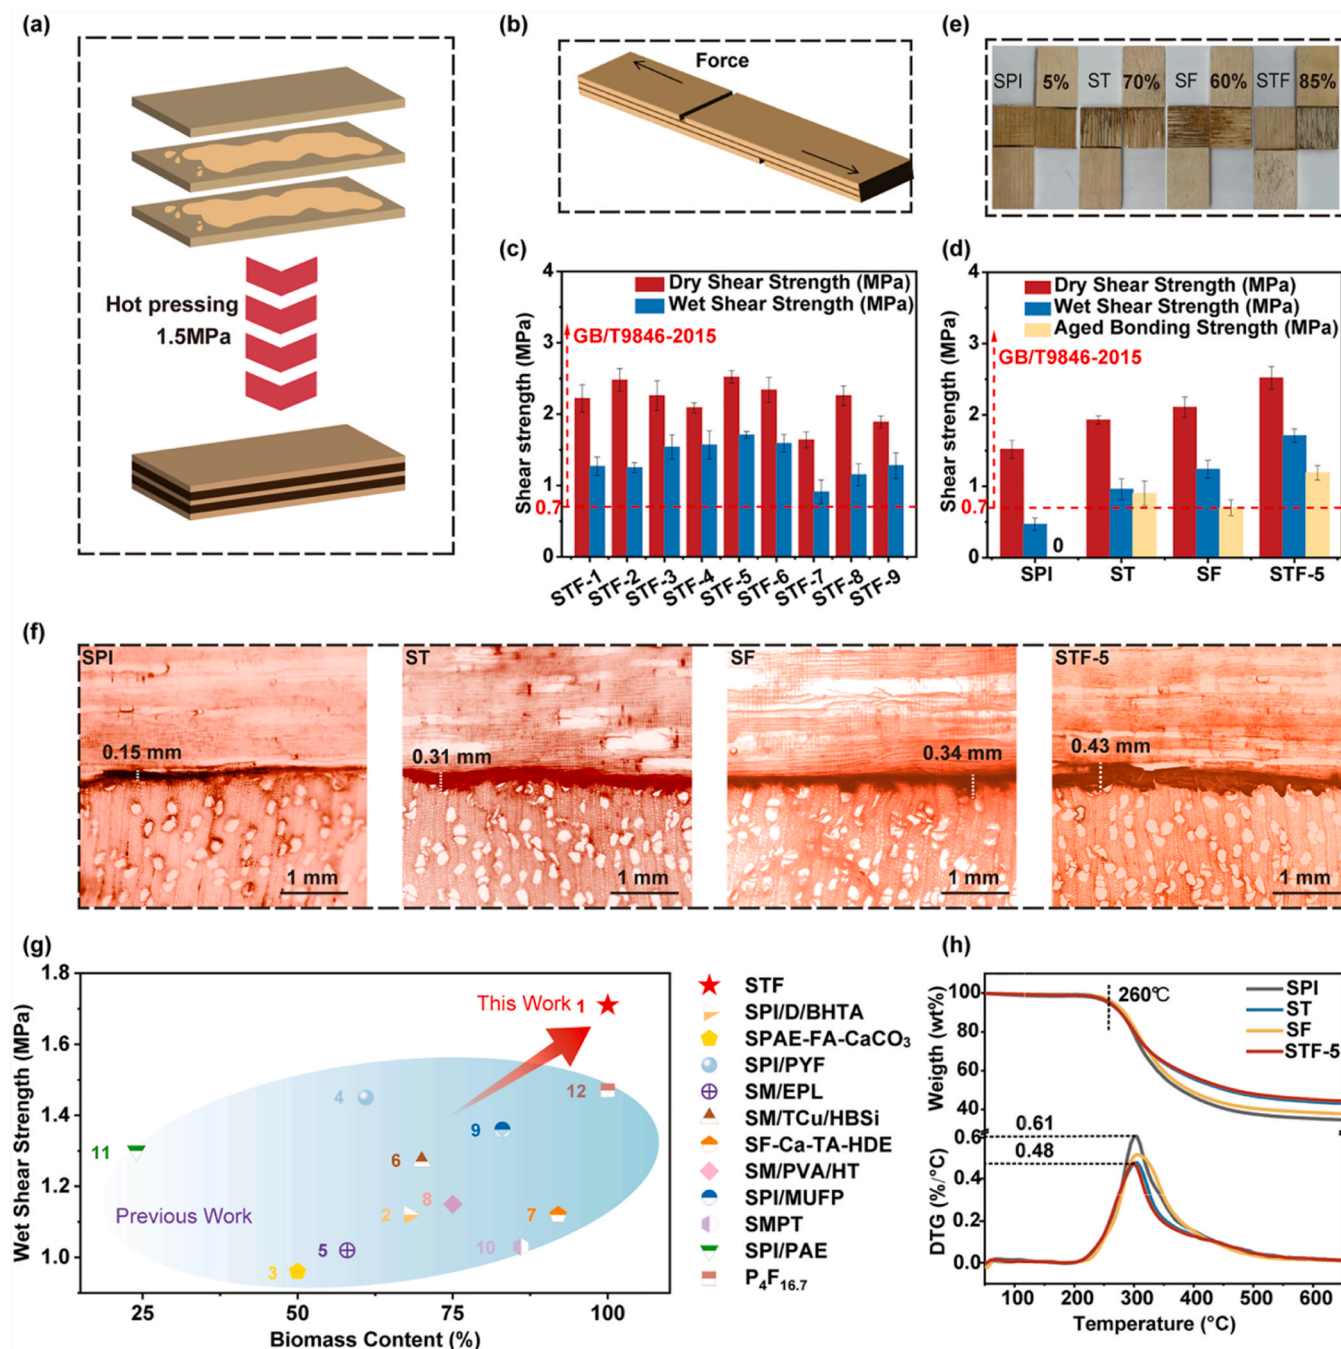 (a)
Hot pressing
1.5MPa
(b)
Force
(e)
SPI 5% ST 70% SF 60% STF 85%
(c)
Shear strength (MPa)
4
3
2
1
0.7
0
Dry Shear Strength (MPa)
Wet Shear Strength (MPa)
GB/T9846-2015
STF-1 STF-2 STF-3 STF-4 STF-5 STF-6 STF-7 STF-8 STF-9
(d)
Shear strength (MPa)
4
3
2
1
0.7
0
Dry Shear Strength (MPa)
Wet Shear Strength (MPa)
Aged Bonding Strength (MPa)
GB/T9846-2015
0
SPI ST SF STF-5
(f)
SPI
0.15 mm
1 mm
ST
0.31 mm
1 mm
SF
0.34 mm
1 mm
STF-5
0.43 mm
1 mm
(g)
Wet Shear Strength (MPa)
1.8
1.6
1.4
1.2
1.0
This Work 1
12
4
9
11
6
8
2
7
Previous Work
5
10
3
25 50 75 100
Biomass Content (%)
STF
SPI/D/BHTA
SPAE-FA-CaCO₃
SPI/PYF
SM/EPL
SM/TCu/HBSi
SF-Ca-TA-HDE
SM/PVA/HT
SPI/MUFP
SMPT
SPI/PAE
P₄F₁₆.₇
(h)
Weigth (wt%)
100
80
60
40
260℃
SPI
ST
SF
STF-5
DTG (%/°C)
0.61
0.6
0.48
0.4
0.2
0.0
100 200 300 400 500 600
Temperature (°C)